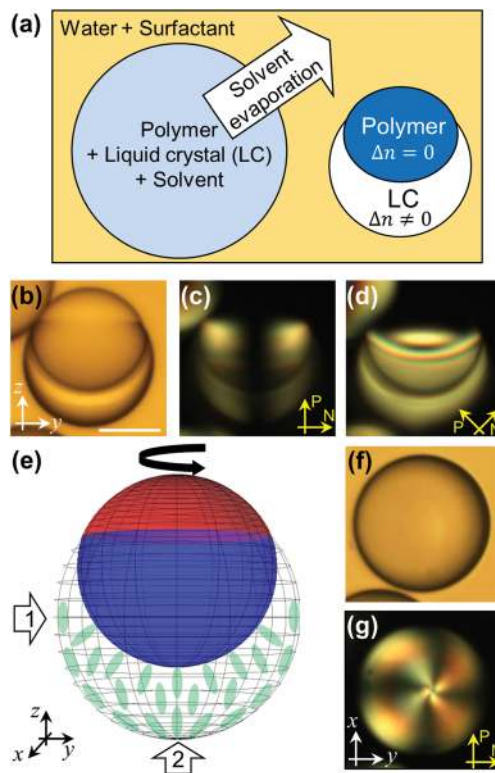 (a)
Water + Surfactant
Solvent
evaporation
Polymer
+ Liquid crystal (LC)
+ Solvent
Polymer
Δn = 0
LC
Δn ≠ 0
(b)
z
y
(c)
P
N
(d)
P
N
(e)
1
2
z
x
y
(f)
(g)
x
y
P
N